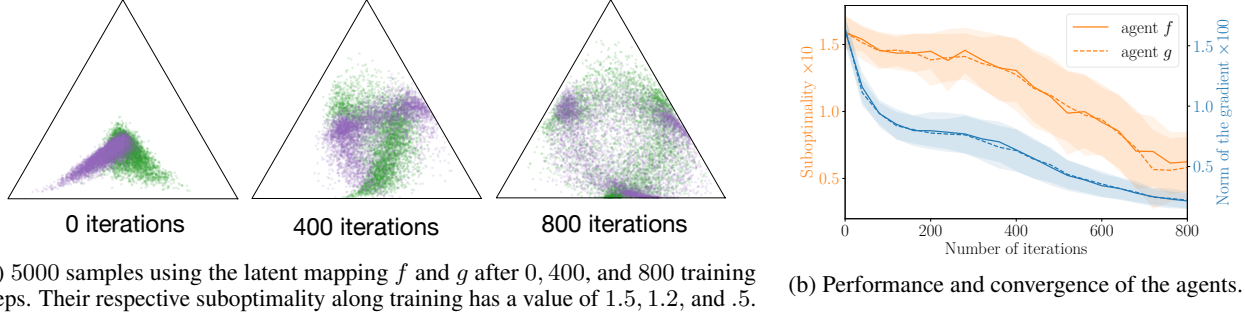 0 iterations
400 iterations
800 iterations
) 5000 samples using the latent mapping f and g after 0, 400, and 800 training
eps. Their respective suboptimality along training has a value of 1.5, 1.2, and .5.
agent f
agent g
Suboptimality ×10
1.5
1.0
0.5
Norm of the gradient ×100
1.5
1.0
0.5
0 200 400 600 800
Number of iterations
(b) Performance and convergence of the agents.